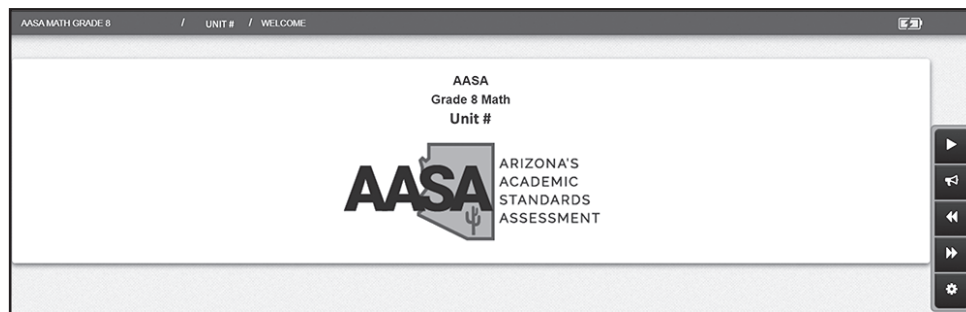 AASA MATH GRADE 8 / UNIT # / WELCOME
AASA
Grade 8 Math
Unit #
AASA
ARIZONA'S
ACADEMIC
STANDARDS
ASSESSMENT